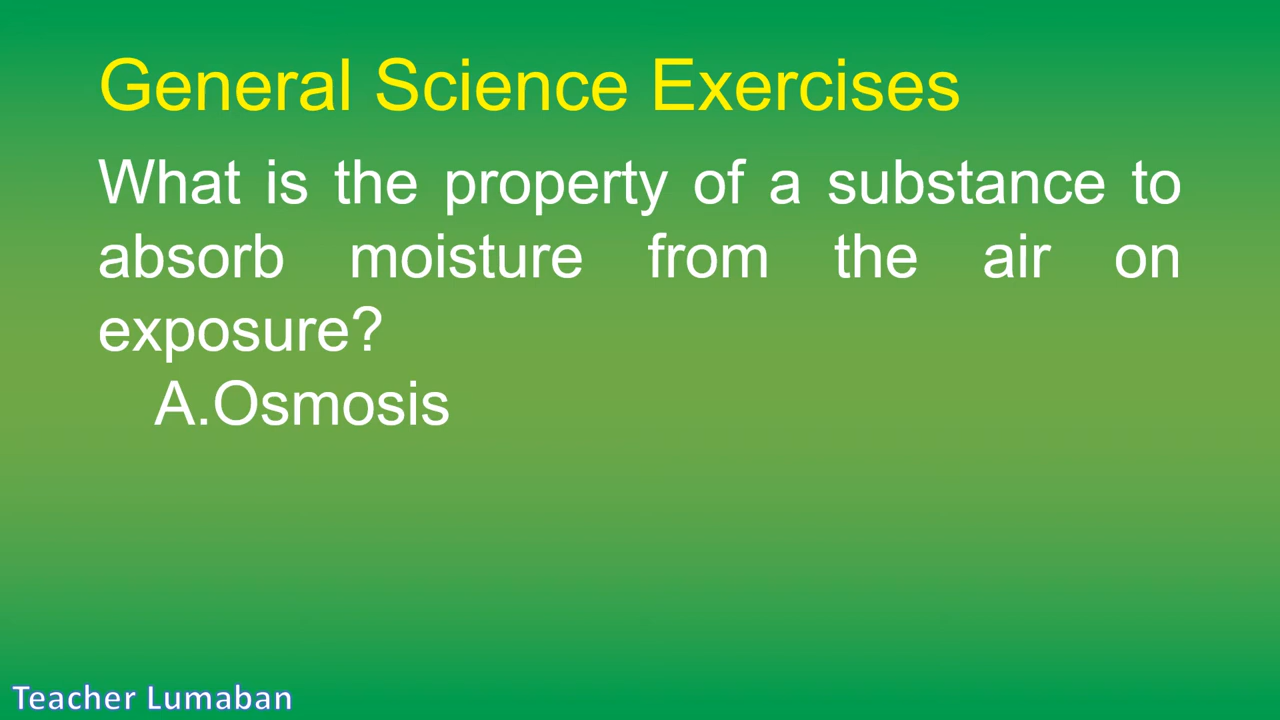 General Science Exercises
What is the property of a substance to
absorb moisture from the air on
exposure?
A.Osmosis
Teacher Lumaban